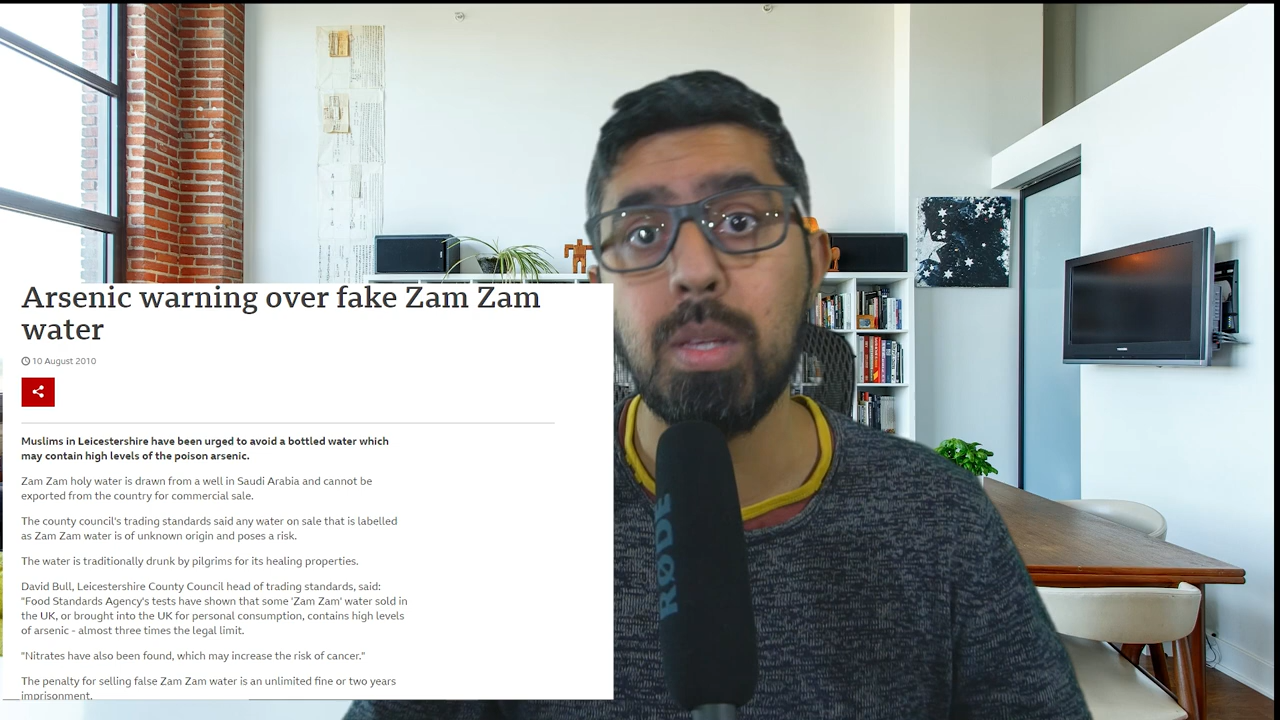 Arsenic warning over fake Zam Zam
water
10 August 2010
Muslims in Leicestershire have been urged to avoid a bottled water which
may contain high levels of the poison arsenic.
Zam Zam holy water is drawn from a well in Saudi Arabia and cannot be
exported from the country for commercial sale.
The county council's trading standards said any water on sale that is labelled
as Zam Zam water is of unknown origin and poses a risk.
The water is traditionally drunk by pilgrims for its healing properties.
David Bull, Leicestershire County Council head of trading standards, said:
"Food Standards Agency's tests have shown that some 'Zam Zam' water sold in
the UK, or brought into the UK for personal consumption, contains high levels
of arsenic - almost three times the legal limit.
"Nitrates have also been found, which may increase the risk of cancer."
The penalty for selling false Zam Zam water is an unlimited fine or two years
imprisonment.
RØDE